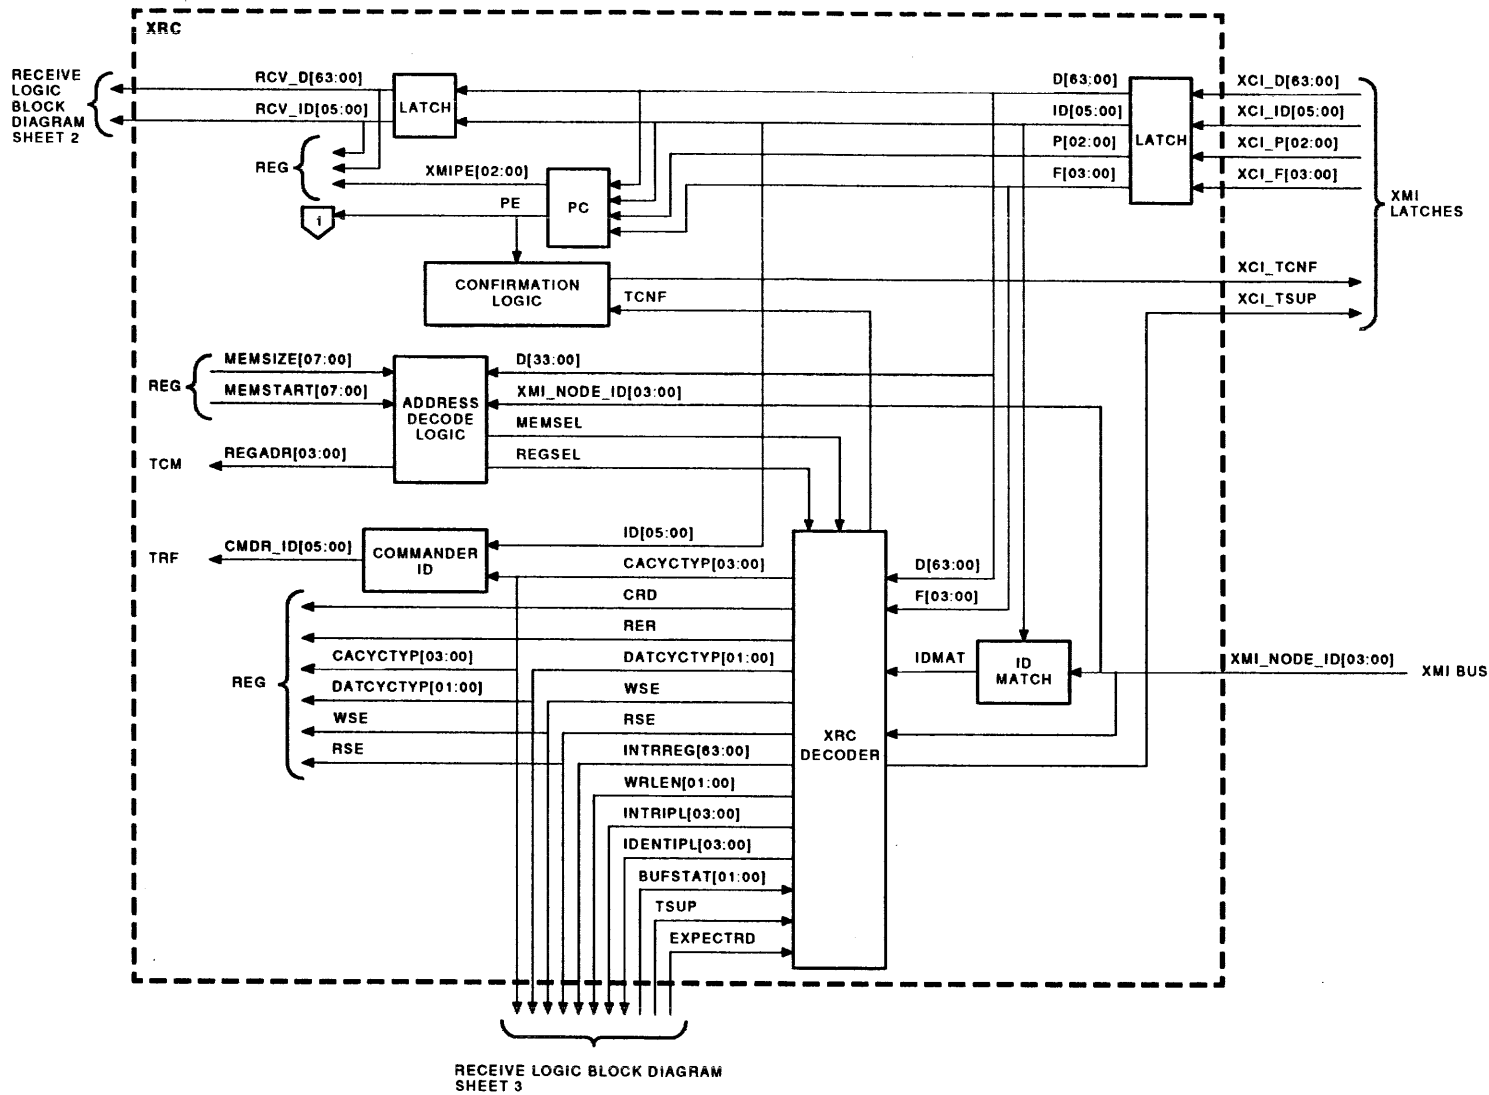 XRC
RECEIVE
LOGIC
BLOCK
DIAGRAM
SHEET 2
RCV_D[63:00]
RCV_ID[05:00]
LATCH
D[63:00]
ID[05:00]
P[02:00]
F[03:00]
LATCH
XCI_D[63:00]
XCI_ID[05:00]
XCI_P[02:00]
XCI_F[03:00]
XMI
LATCHES
REG
XMIPE[02:00]
PE
PC
i
CONFIRMATION
LOGIC
TCNF
XCI_TCNF
XCI_TSUP
REG
MEMSIZE[07:00]
MEMSTART[07:00]
ADDRESS
DECODE
LOGIC
D[33:00]
XMI_NODE_ID[03:00]
MEMSEL
REGSEL
TCM
REGADR[03:00]
TRF
CMDR_ID[05:00]
COMMANDER
ID
ID[05:00]
CACYCTYP[03:00]
CRD
RER
DATCYCTYP[01:00]
WSE
RSE
INTRREG[63:00]
WRLEN[01:00]
INTRIPL[03:00]
IDENTIPL[03:00]
BUFSTAT[01:00]
TSUP
EXPECTRD
REG
CACYCTYP[03:00]
DATCYCTYP[01:00]
WSE
RSE
XRC
DECODER
D[63:00]
F[03:00]
IDMAT
ID
MATCH
XMI_NODE_ID[03:00]
XMI BUS
RECEIVE LOGIC BLOCK DIAGRAM
SHEET 3